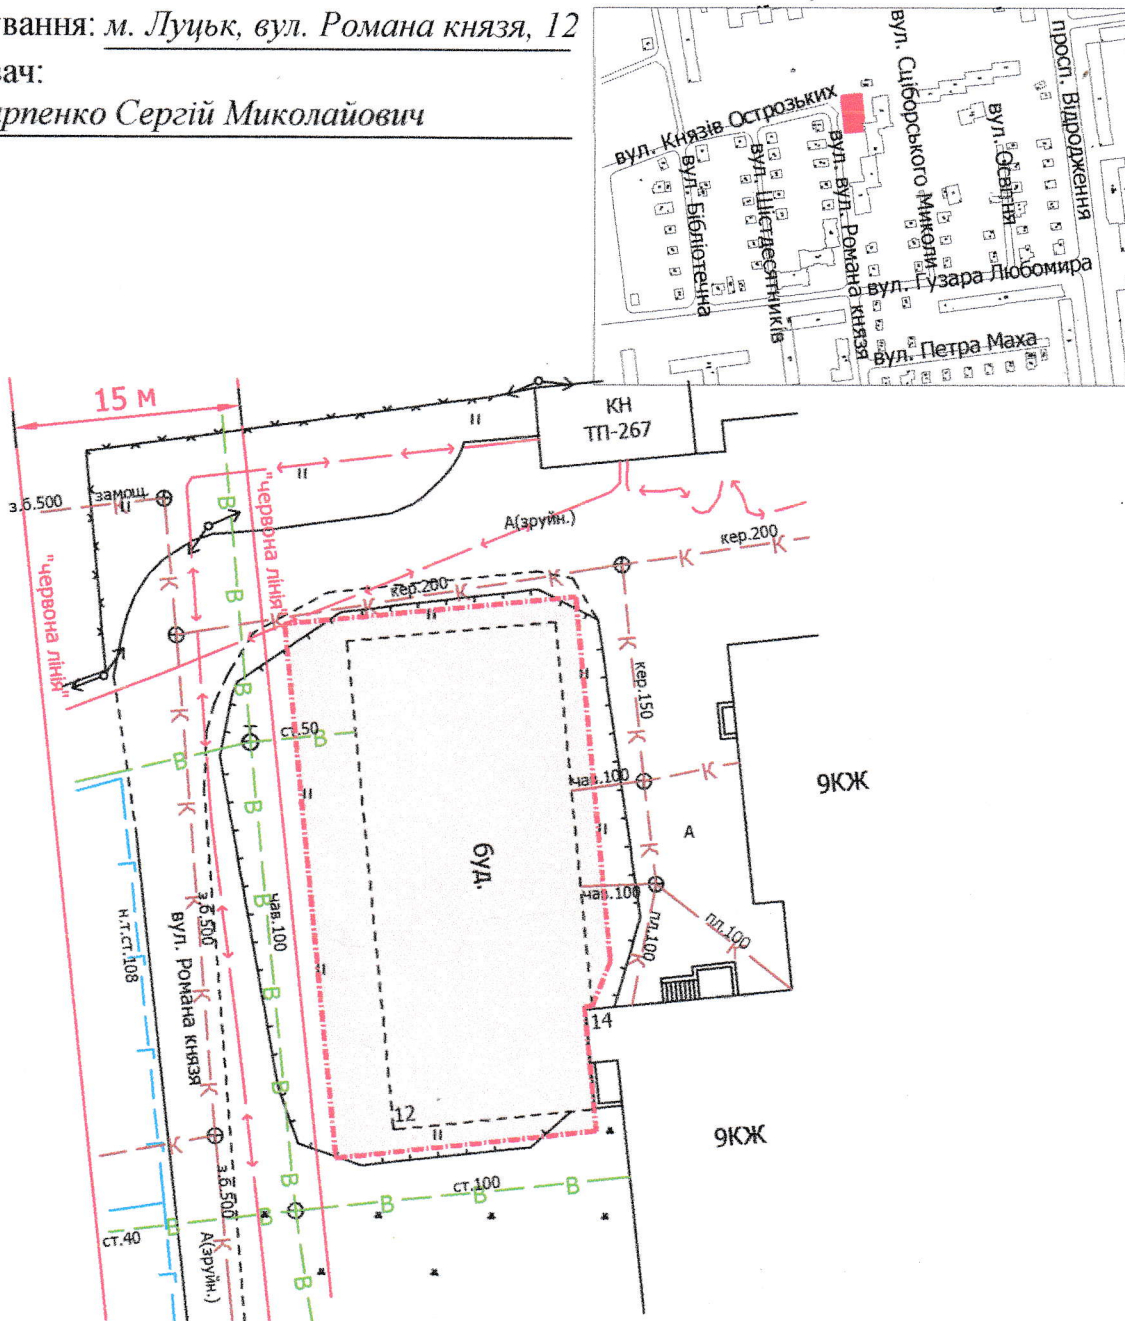 ування: м. Луцьк, вул. Романа князя, 12
вач:
арпенко Сергій Миколайович
вул. Князів Острозьких
вул. Бібліотечна
вул. Шістдесятників
вул. вул. Романа князя
вул. Сціборського Миколи
вул. Освітня
просп. Відродження
вул. Гузара Любомира
вул. Петра Маха
15 м
КН
ТП-267
з.б.500
замощ.
К
"червона лінія"
"червона лінія"
А(зруйн.)
кер.200
К
К
кер.200
К
К
К
К
В
В
кер.150
К
ст.50
В
В
В
К
К
чав.100
К
9КЖ
А
К
В
К
буд.
чав.100
пл.100
пл.100
К
К
н.т.ст.108
з.б.500
вул. Романа князя
К
чав.100
В
В
В
К
14
12
К
К
9КЖ
В
з.б.500
ст.100
В
В
В
В
В
В
ст.40
А(зруйн.)
К
В